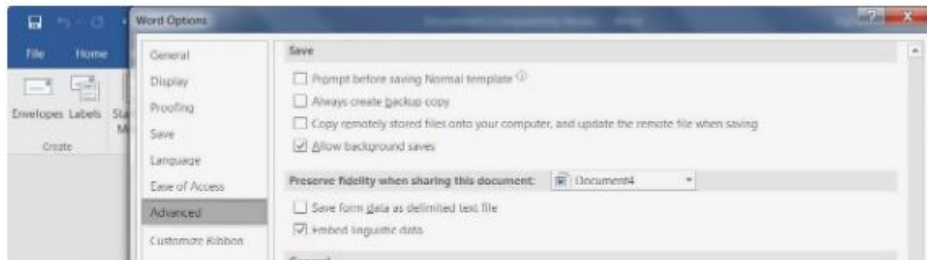 Word Options
File Home
General
Display
Proofing
Save
Language
Ease of Access
Advanced
Customize Ribbon
Envelopes Labels
Create
Save
Prompt before saving Normal template
Always create backup copy
Copy remotely stored files onto your computer, and update the remote file when saving
Allow background saves
Preserve fidelity when sharing this document: Document4
Save form data as delimited text file
Embed linguistic data